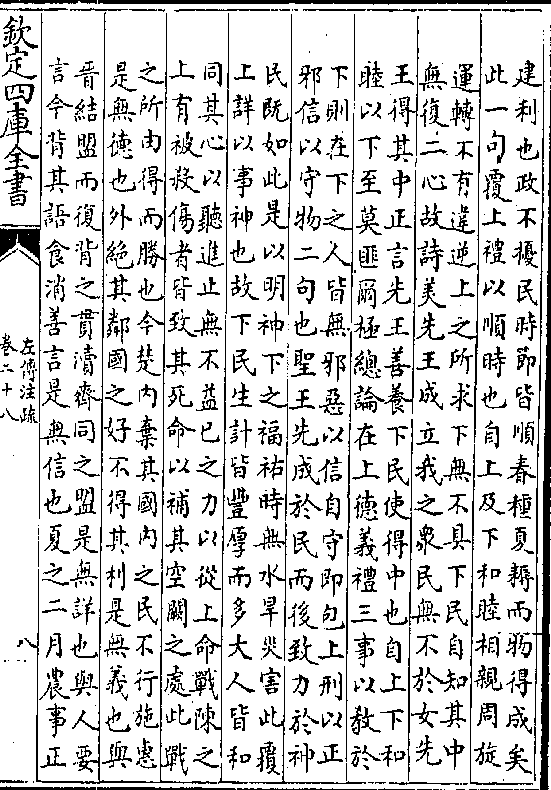 建利也政不擾民時節皆順春種夏耨而物得成矣
此一句覆上禮以順時也自上及下和睦相親周旋
運轉不有違逆上之所求下無不具下民自知其中
無復二心故詩美先王成立我之衆民無不於女先
王得其中正言先王善養下民使得中也自上下和
睦以下至莫匪爾極總論在上德義禮三事以教於
下則在下之人皆無邪惡以信自守即包上刑以正
邪信以守物二句也聖王先成於民而後致力於神
民既如此是以明神下之福祐時無水旱災害此覆
上詳以事神也故下民生計皆豐厚而多大人皆和
同其心以聽進止無不益己之力以從上命戰陳之
上有被殺傷者皆致其死命以補其空闕之處此戰
之所由得而勝也今楚内棄其國内之民不行施惠
是無德也外絶其鄰國之好不得其利是無義也與
晋結盟而復背之貫瀆齊同之盟是無詳也與人要
言今背其語食消善言是無信也夏之二月農事正
欽定四庫全書
左傳注疏
卷二十八
八